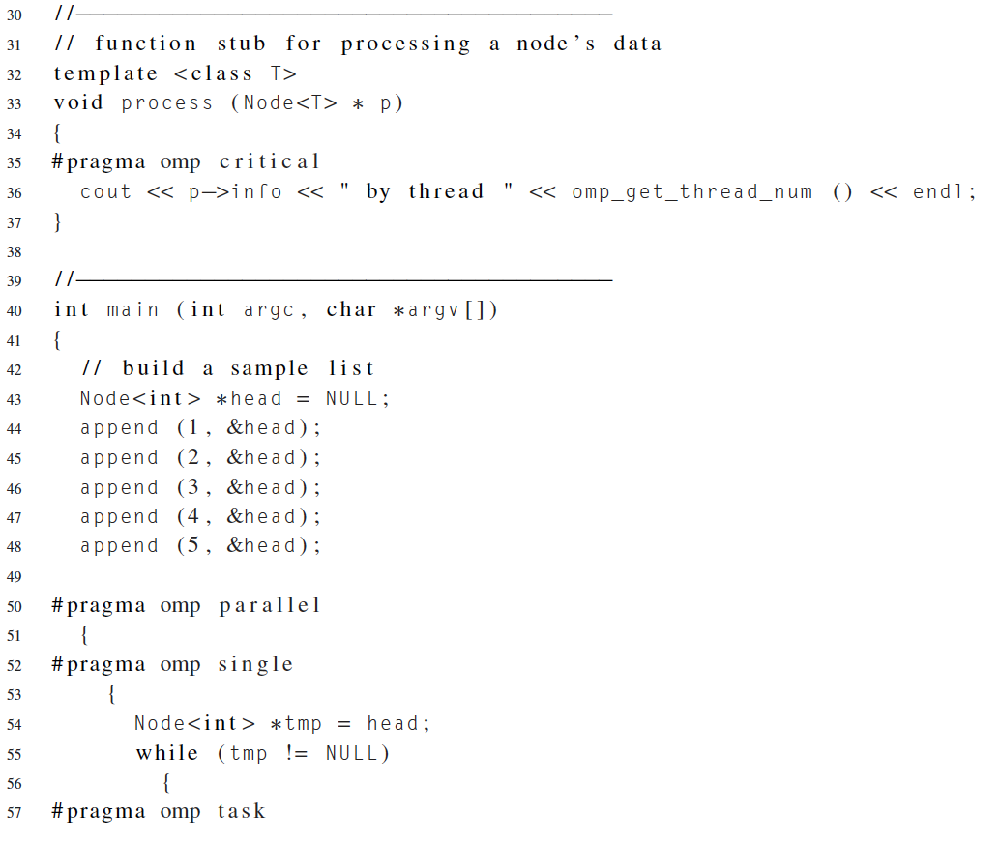 30 //————————————————————
31 // function stub for processing a node's data
32 template <class T>
33 void process (Node<T> * p)
34 {
35 #pragma omp critical
36 cout << p—>info << " by thread " << omp_get_thread_num () << endl;
37 }
38
39 //————————————————————
40 int main (int argc, char *argv[])
41 {
42 // build a sample list
43 Node<int> *head = NULL;
44 append (1, &head);
45 append (2, &head);
46 append (3, &head);
47 append (4, &head);
48 append (5, &head);
49
50 #pragma omp parallel
51 {
52 #pragma omp single
53 {
54 Node<int> *tmp = head;
55 while (tmp != NULL)
56 {
57 #pragma omp task